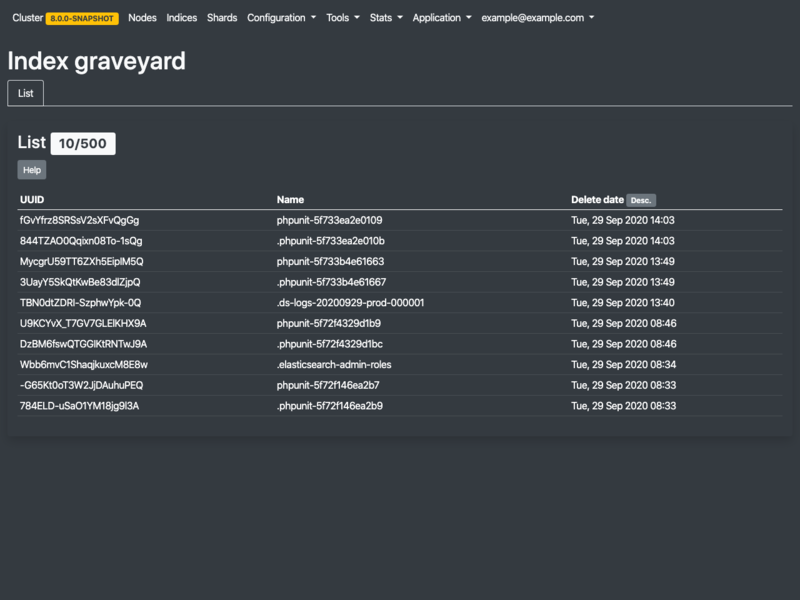 Cluster 8.0.0-SNAPSHOT Nodes Indices Shards Configuration Tools Stats Application example@example.com
Index graveyard
List
List 10/500
Help
UUID Name Delete date Desc.
fGvYfrz8SRSsV2sXFvQgGg phpunit-5f733ea2e0109 Tue, 29 Sep 2020 14:03
844TZAO0Qqixn08To-1sQg .phpunit-5f733ea2e010b Tue, 29 Sep 2020 14:03
MycgrU59TT6ZXh5EiplM5Q phpunit-5f733b4e61663 Tue, 29 Sep 2020 13:49
3UayY5SkQtKwBe83dlZjpQ .phpunit-5f733b4e61667 Tue, 29 Sep 2020 13:49
TBN0dtZDRl-SzphwYpk-0Q .ds-logs-20200929-prod-000001 Tue, 29 Sep 2020 13:40
U9KCYvX_T7GV7GLElKHX9A phpunit-5f72f4329d1b9 Tue, 29 Sep 2020 08:46
DzBM6fswQTGGlKtRNTwJ9A .phpunit-5f72f4329d1bc Tue, 29 Sep 2020 08:46
Wbb6mvC1ShaqjkuxcM8E8w .elasticsearch-admin-roles Tue, 29 Sep 2020 08:34
-G65Kt0oT3W2JjDAuhuPEQ phpunit-5f72f146ea2b7 Tue, 29 Sep 2020 08:33
784ELD-uSaO1YM18jg9l3A .phpunit-5f72f146ea2b9 Tue, 29 Sep 2020 08:33